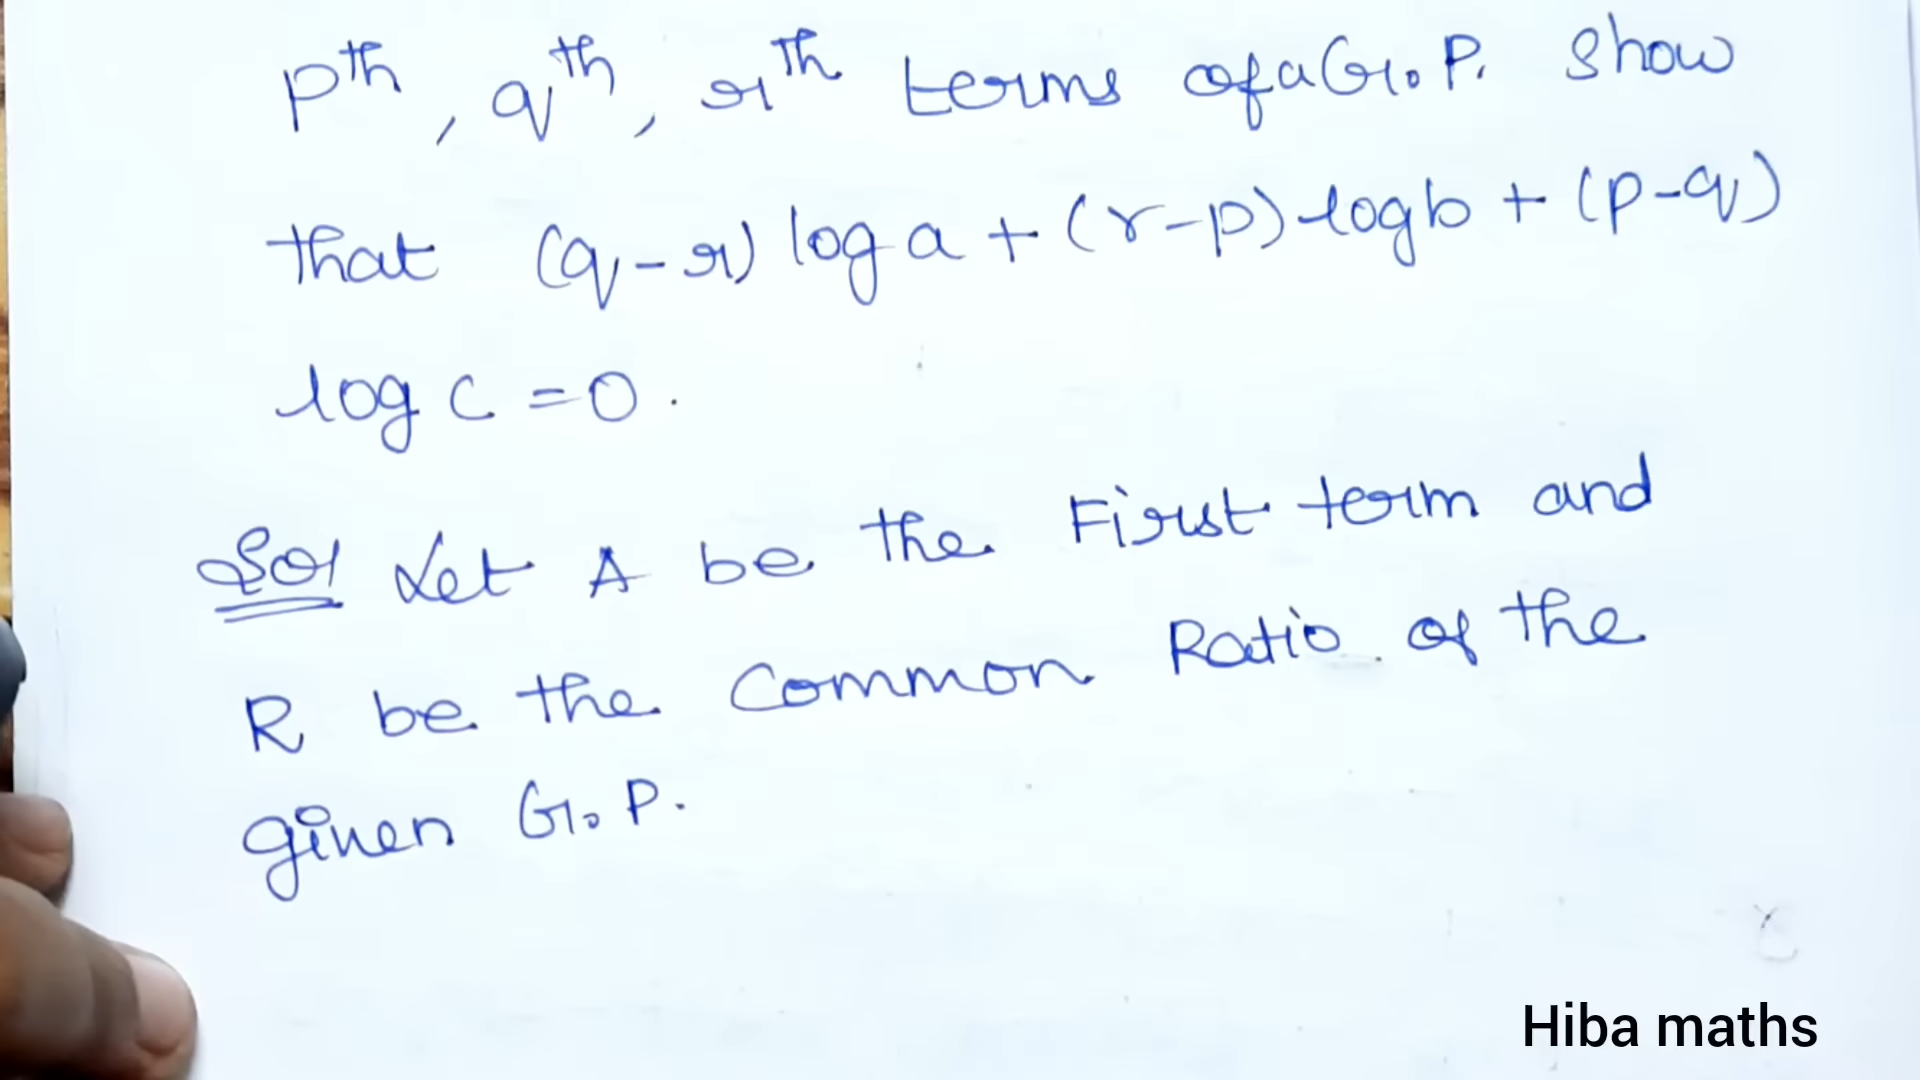 pth, qth, rth terms of a G.P. show
that (q-r) log a + (r-p) log b + (p-q)
log c = 0.
Sol Let A be the First term and
R be the Common Ratio of the
given G.P.
Hiba maths